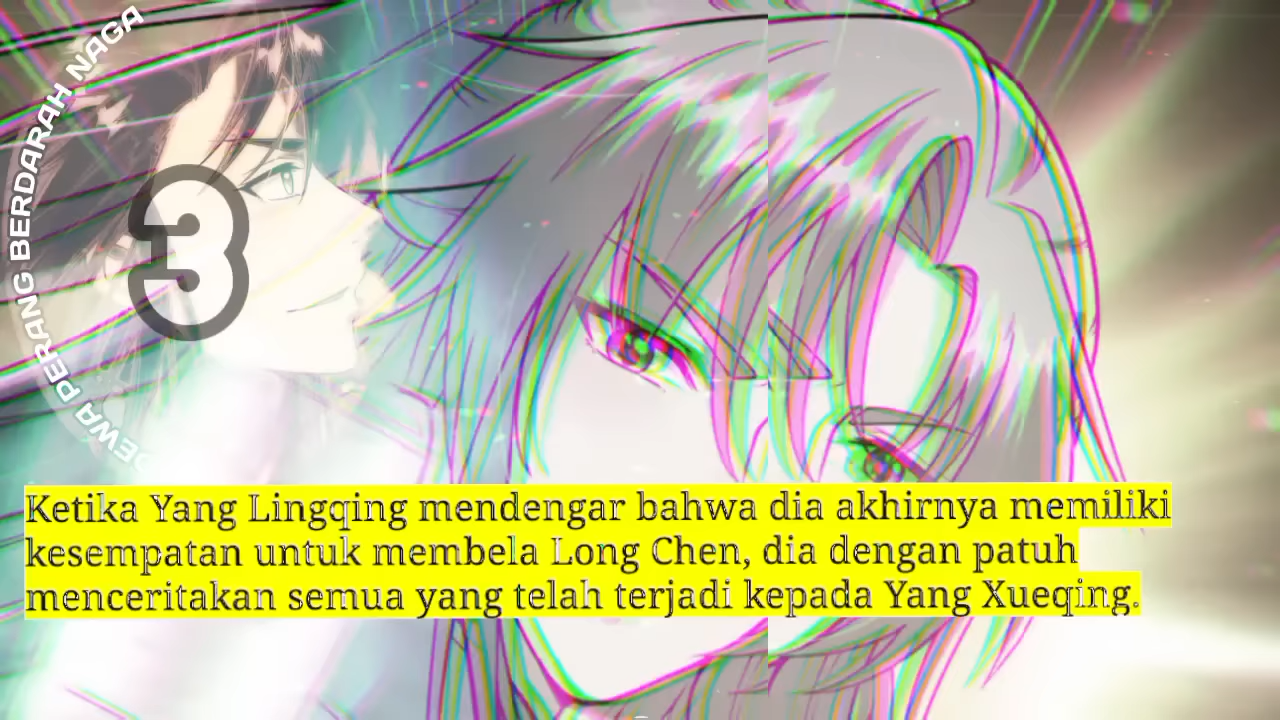 DEWA PERANG BERDARAH NAGA
3
Ketika Yang Lingqing mendengar bahwa dia akhirnya memiliki
kesempatan untuk membela Long Chen, dia dengan patuh
menceritakan semua yang telah terjadi kepada Yang Xueqing.